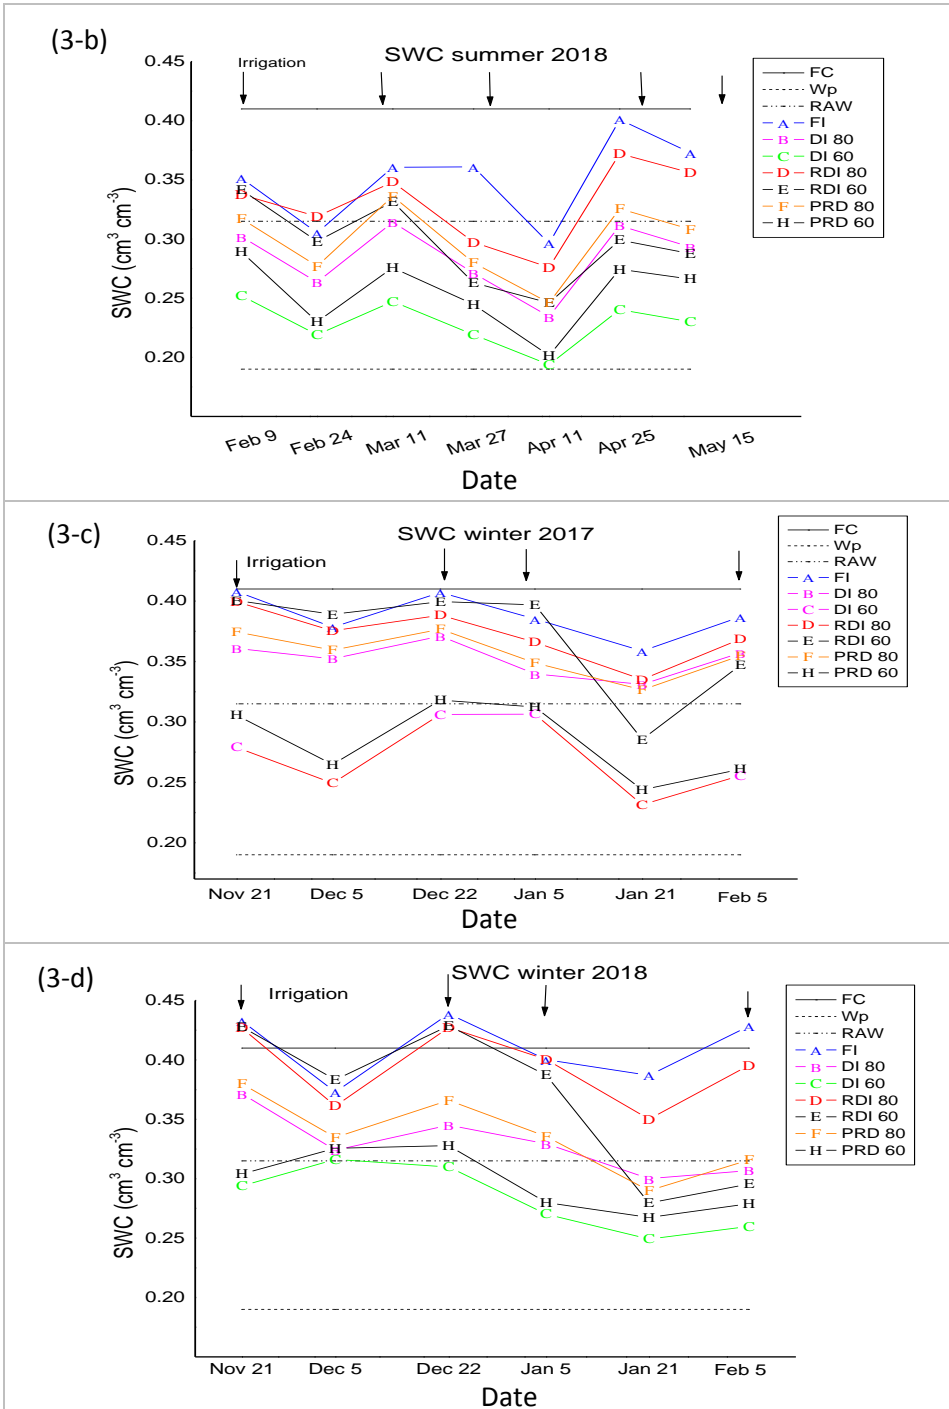 (3-b)
SWC summer 2018
Irrigation
0.45
0.40
0.35
0.30
0.25
0.20
SWC (cm³ cm⁻³)
A A A A A A A
B B B B B B B
C C C C C C C
D D D D D D D
E E E E E E E
F F F F F F F
H H H H H H H
FC
Wp
RAW
A FI
B DI 80
C DI 60
D RDI 80
E RDI 60
F PRD 80
H PRD 60
Feb 9 Feb 24 Mar 11 Mar 27 Apr 11 Apr 25 May 15
Date
(3-c)
SWC winter 2017
Irrigation
0.45
0.40
0.35
0.30
0.25
0.20
SWC (cm³ cm⁻³)
A A A A A A
B B B B B B
C C C C C C
D D D D D D
E E E E E E
F F F F F F
H H H H H H
FC
Wp
RAW
A FI
B DI 80
C DI 60
D RDI 80
E RDI 60
F PRD 80
H PRD 60
Nov 21 Dec 5 Dec 22 Jan 5 Jan 21 Feb 5
Date
(3-d)
SWC winter 2018
Irrigation
0.45
0.40
0.35
0.30
0.25
0.20
SWC (cm³ cm⁻³)
A A A A A A
B B B B B B
C C C C C C
D D D D D D
E E E E E E
F F F F F F
H H H H H H
FC
Wp
RAW
A FI
B DI 80
C DI 60
D RDI 80
E RDI 60
F PRD 80
H PRD 60
Nov 21 Dec 5 Dec 22 Jan 5 Jan 21 Feb 5
Date